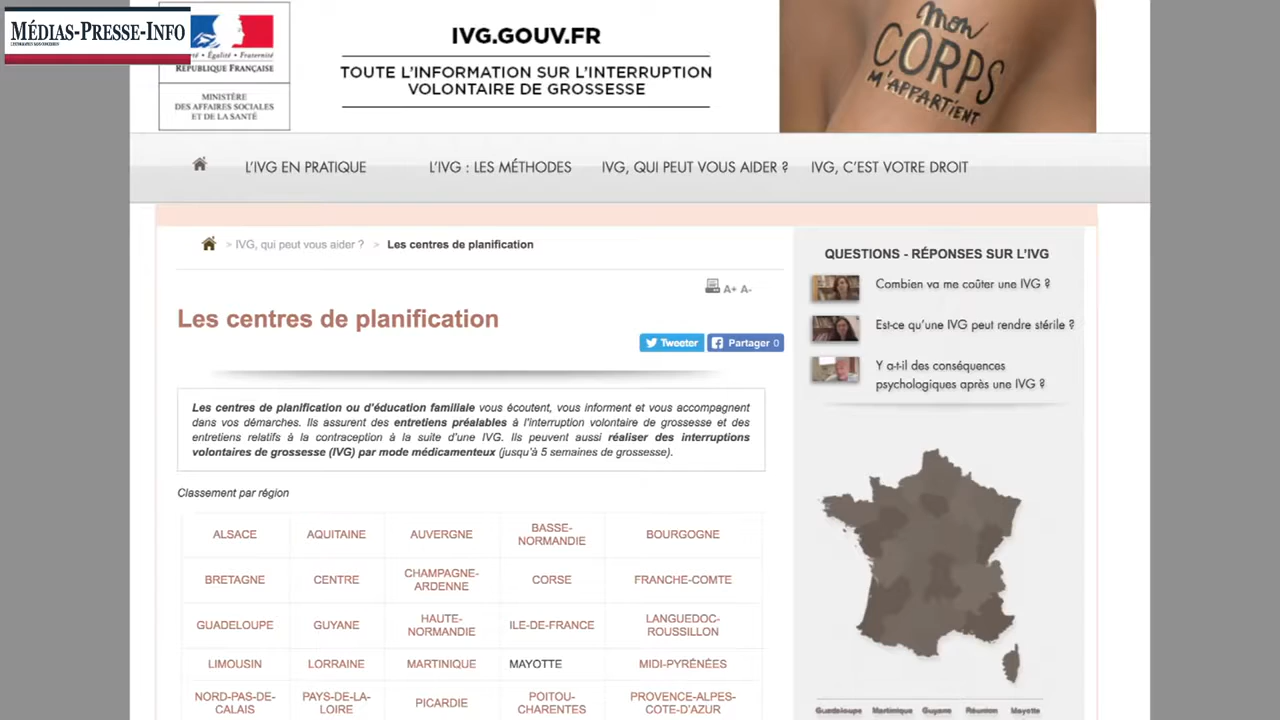 MÉDIAS-PRESSE-INFO
Liberté • Égalité • Fraternité
RÉPUBLIQUE FRANÇAISE
MINISTÈRE
DES AFFAIRES SOCIALES
ET DE LA SANTÉ
IVG.GOUV.FR
TOUTE L'INFORMATION SUR L'INTERRUPTION
VOLONTAIRE DE GROSSESSE
Mon
CORPS
M'APPARTIENT
L'IVG EN PRATIQUE
L'IVG : LES MÉTHODES
IVG, QUI PEUT VOUS AIDER ?
IVG, C'EST VOTRE DROIT
> IVG, qui peut vous aider ? > Les centres de planification
A+ A-
Les centres de planification
Tweeter
Partager 0
Les centres de planification ou d'éducation familiale vous écoutent, vous informent et vous accompagnent
dans vos démarches. Ils assurent des entretiens préalables à l'interruption volontaire de grossesse et des
entretiens relatifs à la contraception à la suite d'une IVG. Ils peuvent aussi réaliser des interruptions
volontaires de grossesse (IVG) par mode médicamenteux (jusqu'à 5 semaines de grossesse).
Classement par région
ALSACE
AQUITAINE
AUVERGNE
BASSE-
NORMANDIE
BOURGOGNE
BRETAGNE
CENTRE
CHAMPAGNE-
ARDENNE
CORSE
FRANCHE-COMTE
GUADELOUPE
GUYANE
HAUTE-
NORMANDIE
ILE-DE-FRANCE
LANGUEDOC-
ROUSSILLON
LIMOUSIN
LORRAINE
MARTINIQUE
MAYOTTE
MIDI-PYRÉNÉES
NORD-PAS-DE-
CALAIS
PAYS-DE-LA-
LOIRE
PICARDIE
POITOU-
CHARENTES
PROVENCE-ALPES-
COTE-D'AZUR
QUESTIONS - RÉPONSES SUR L'IVG
Combien va me coûter une IVG ?
Est-ce qu'une IVG peut rendre stérile ?
Y a-t-il des conséquences
psychologiques après une IVG ?
Guadeloupe
Martinique
Guyane
Réunion
Mayotte